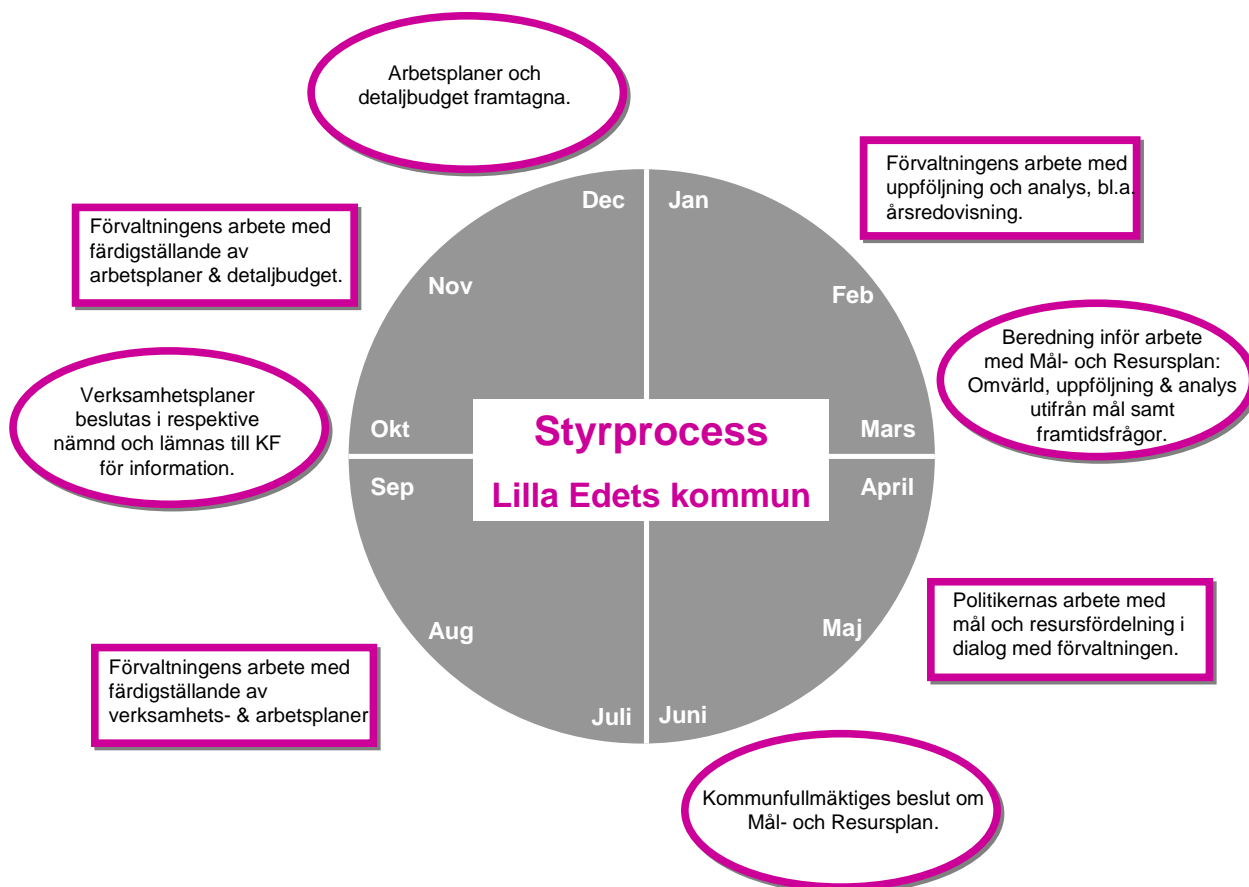 Arbetsplaner och
detaljbudget framtagna.
Förvaltningens arbete med
uppföljning och analys, bl.a.
årsredovisning.
Dec
Jan
Förvaltningens arbete med
färdigställande av
arbetsplaner & detaljbudget.
Nov
Feb
Beredning inför arbete
med Mål- och Resursplan:
Omvärld, uppföljning & analys
utifrån mål samt
framtidsfrågor.
Verksamhetsplaner
beslutas i respektive
nämnd och lämnas till KF
för information.
Okt
Styrprocess
Mars
Sep
Lilla Edets kommun
April
Politikernas arbete med
mål och resursfördelning i
dialog med förvaltningen.
Aug
Maj
Förvaltningens arbete med
färdigställande av
verksamhets- & arbetsplaner
Juli
Juni
Kommunfullmäktiges beslut om
Mål- och Resursplan.